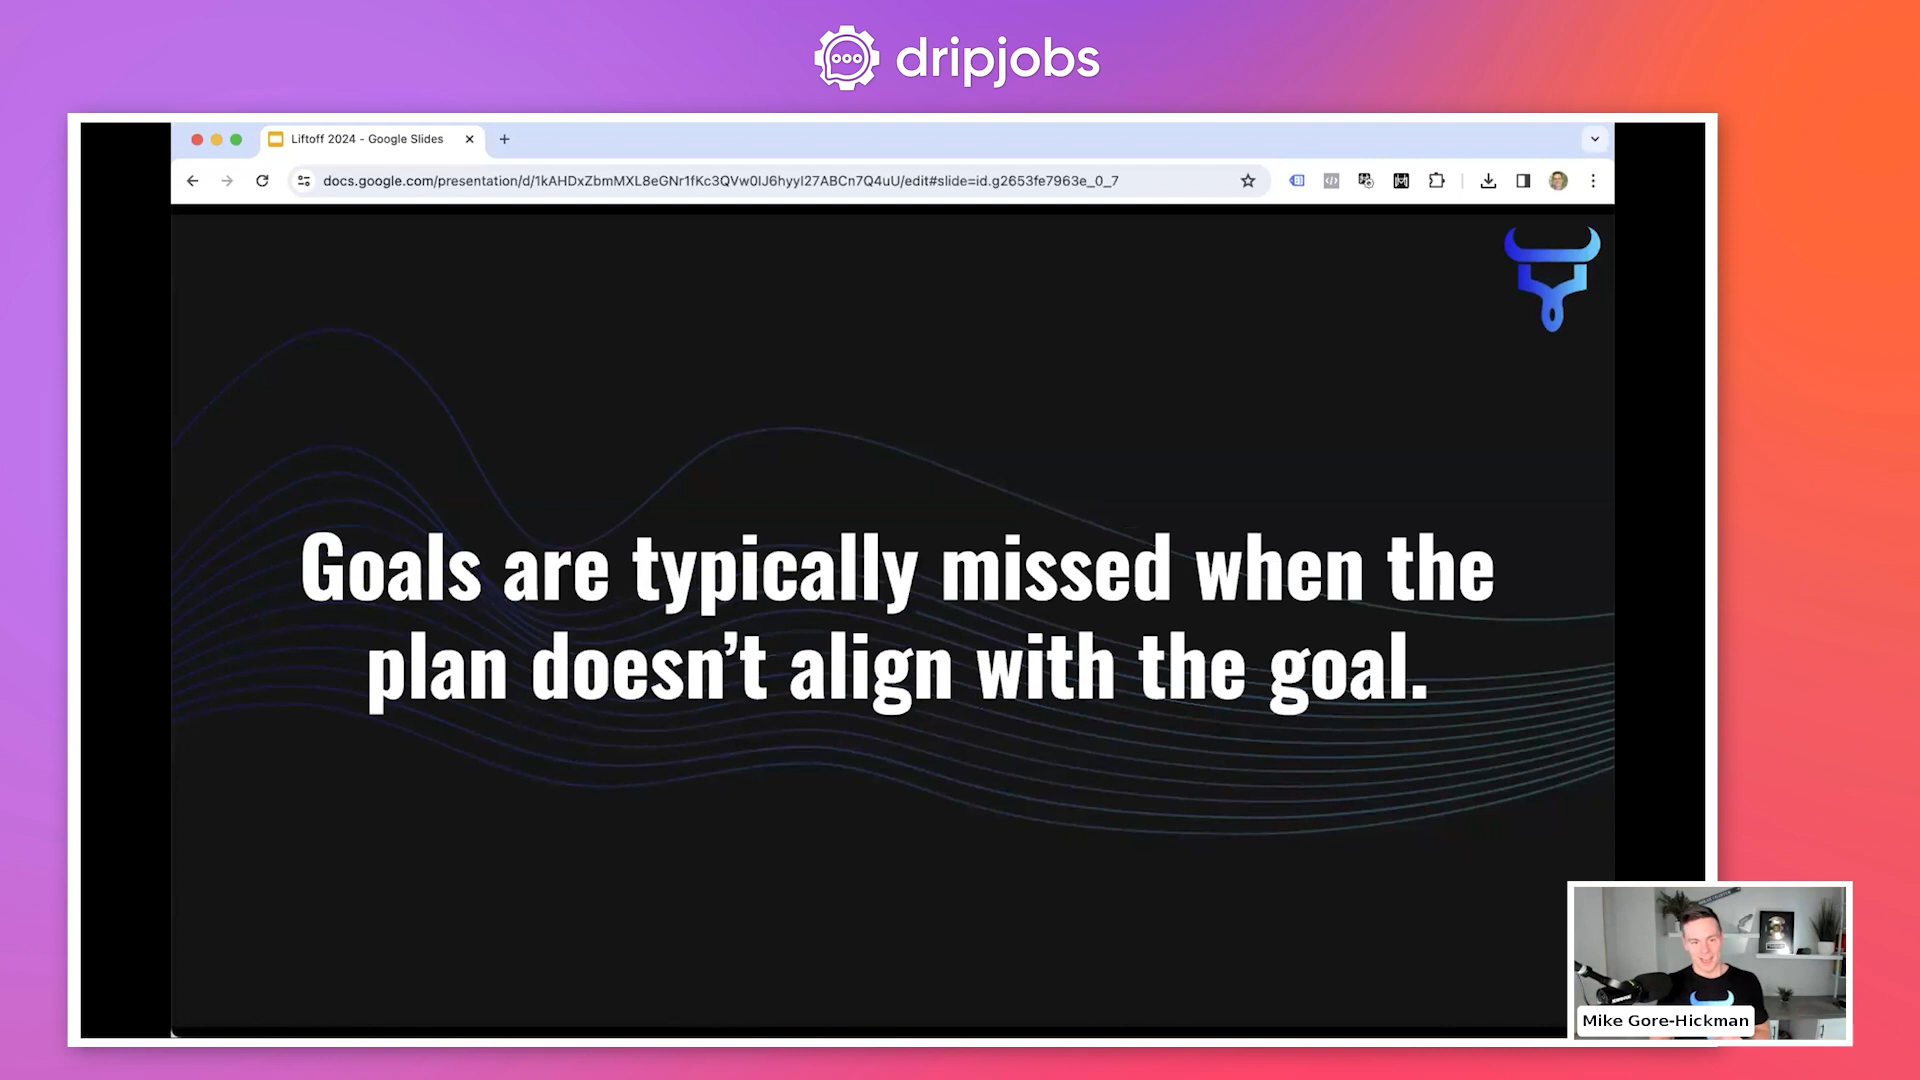 dripjobs
Liftoff 2024 - Google Slides
docs.google.com/presentation/d/1kAHDxZbmMXL8eGNr1fKc3QVw0IJ6hyyI27ABCn7Q4uU/edit#slide=id.g2653fe7963e_0_7
Goals are typically missed when the
plan doesn’t align with the goal.
Mike Gore-Hickman